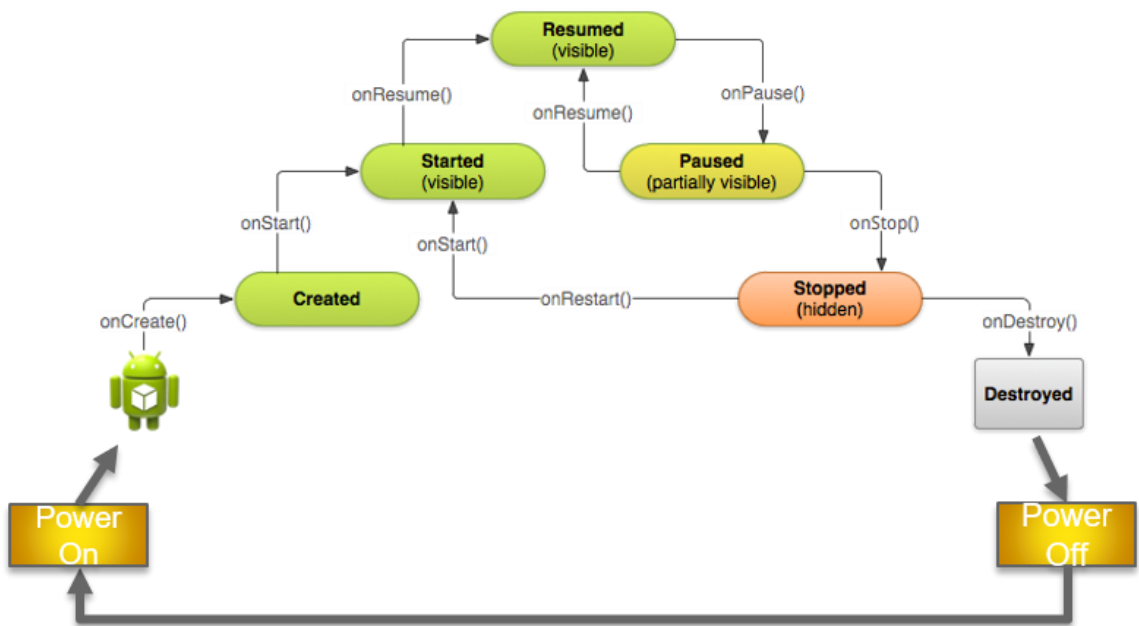 Resumed
(visible)
onResume()
onResume()
onPause()
Started
(visible)
Paused
(partially visible)
onStart()
onStart()
onStop()
Created
onRestart()
Stopped
(hidden)
onCreate()
onDestroy()
Destroyed
Power
On
Power
Off